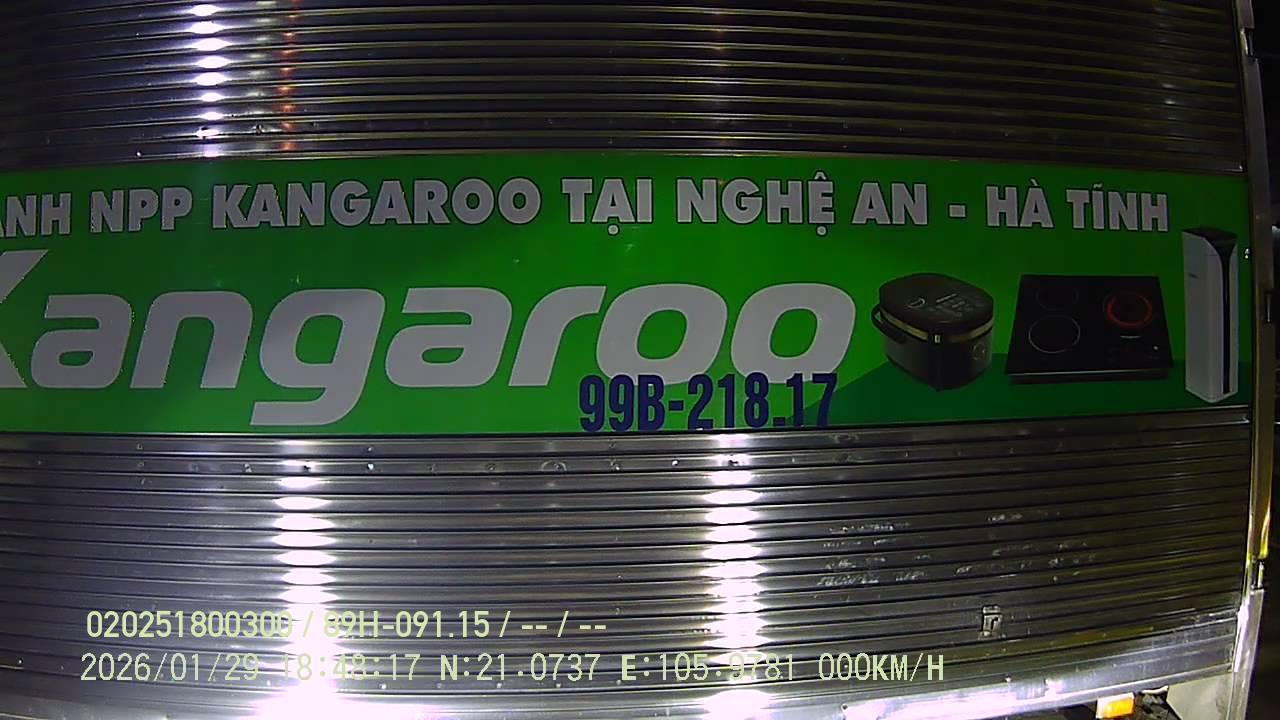 ANH NPP KANGAROO TẠI NGHỆ AN - HÀ TĨNH
Kangaroo
99B-218.17
020251800300 / 89H-091.15 / -- / --
2026/01/29 18:48:17 N:21.0737 E:105.9781 000KM/H